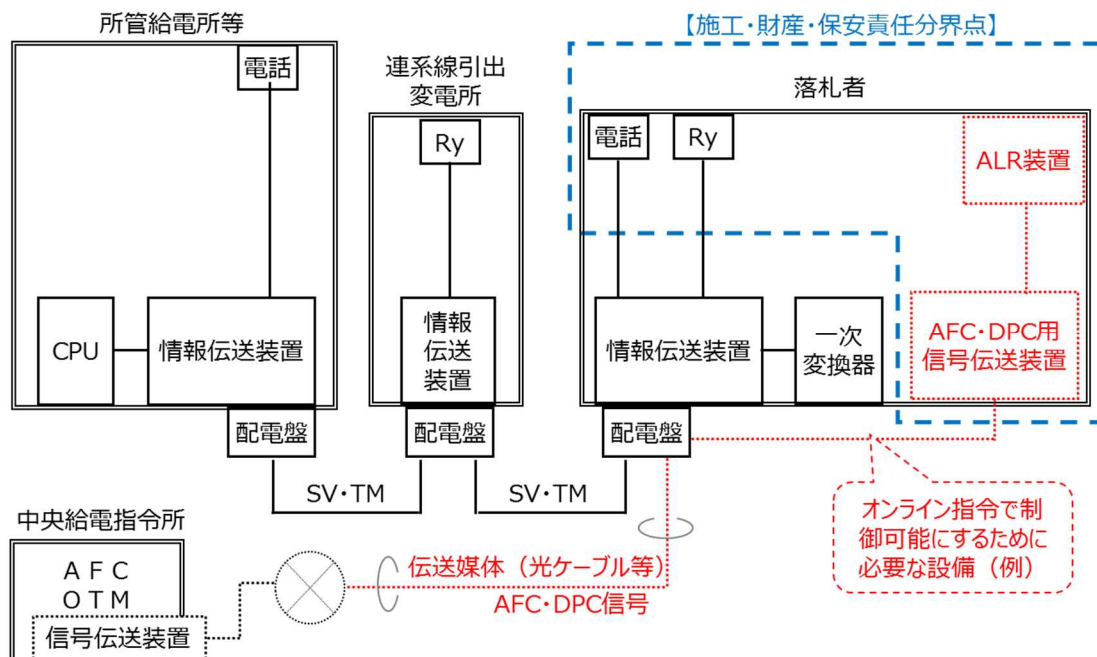 所管給電所等
電話
CPU
情報伝送装置
配電盤
連系線引出
変電所
Ry
情報
伝送
装置
配電盤
【施工・財産・保安責任分界点】
落札者
電話
Ry
ALR装置
情報伝送装置
一次
変換器
AFC・DPC用
信号伝送装置
配電盤
SV・TM
SV・TM
オンライン指令で制
御可能にするために
必要な設備（例）
中央給電指令所
ＡＦＣ
ＯＴＭ
信号伝送装置
伝送媒体（光ケーブル等）
AFC・DPC信号